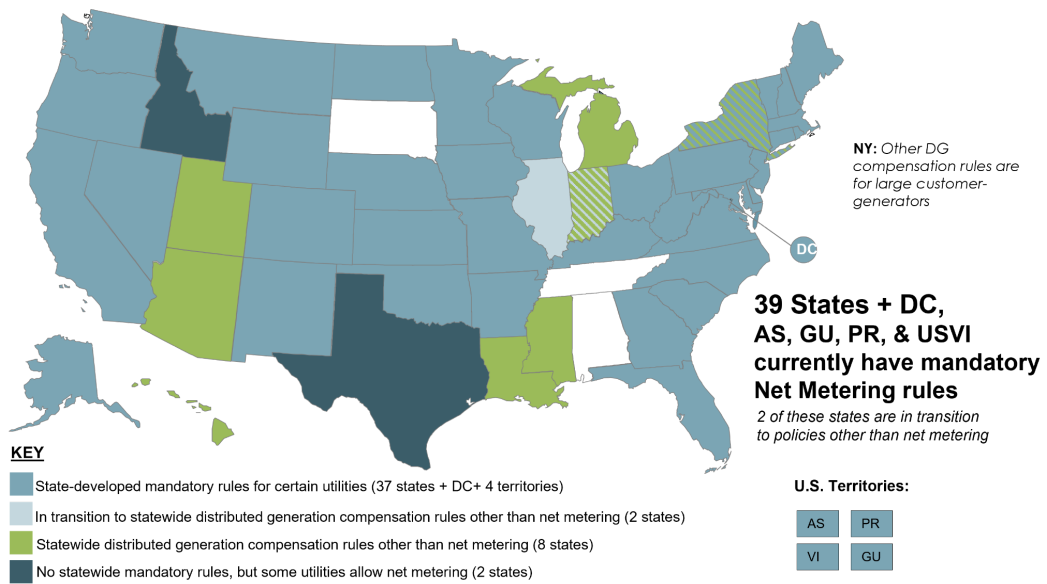 NY: Other DG
compensation rules are
for large customer-
generators
DC
39 States + DC,
AS, GU, PR, & USVI
currently have mandatory
Net Metering rules
2 of these states are in transition
to policies other than net metering
KEY
State-developed mandatory rules for certain utilities (37 states + DC+ 4 territories)
In transition to statewide distributed generation compensation rules other than net metering (2 states)
Statewide distributed generation compensation rules other than net metering (8 states)
No statewide mandatory rules, but some utilities allow net metering (2 states)
U.S. Territories:
AS PR
VI GU